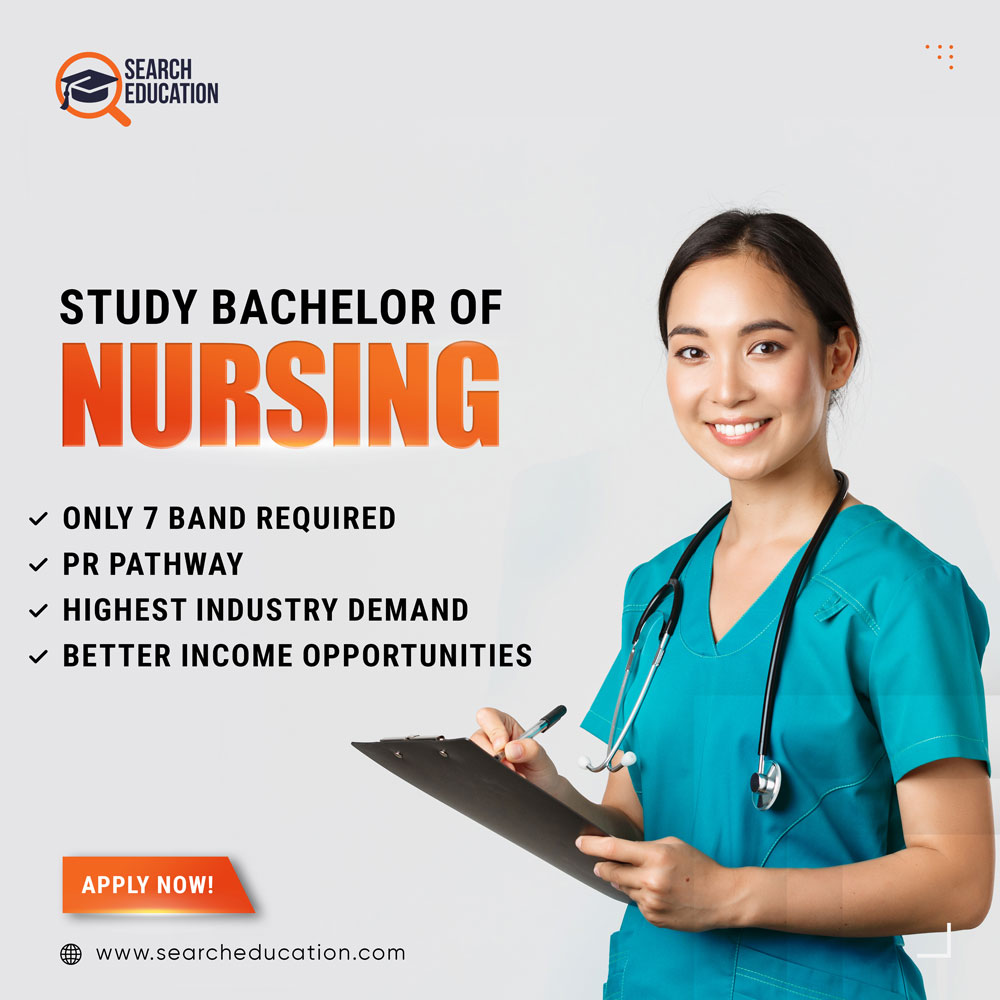 SEARCH
EDUCATION
STUDY BACHELOR OF
NURSING
ONLY 7 BAND REQUIRED
PR PATHWAY
HIGHEST INDUSTRY DEMAND
BETTER INCOME OPPORTUNITIES
APPLY NOW!
www.searcheducation.com